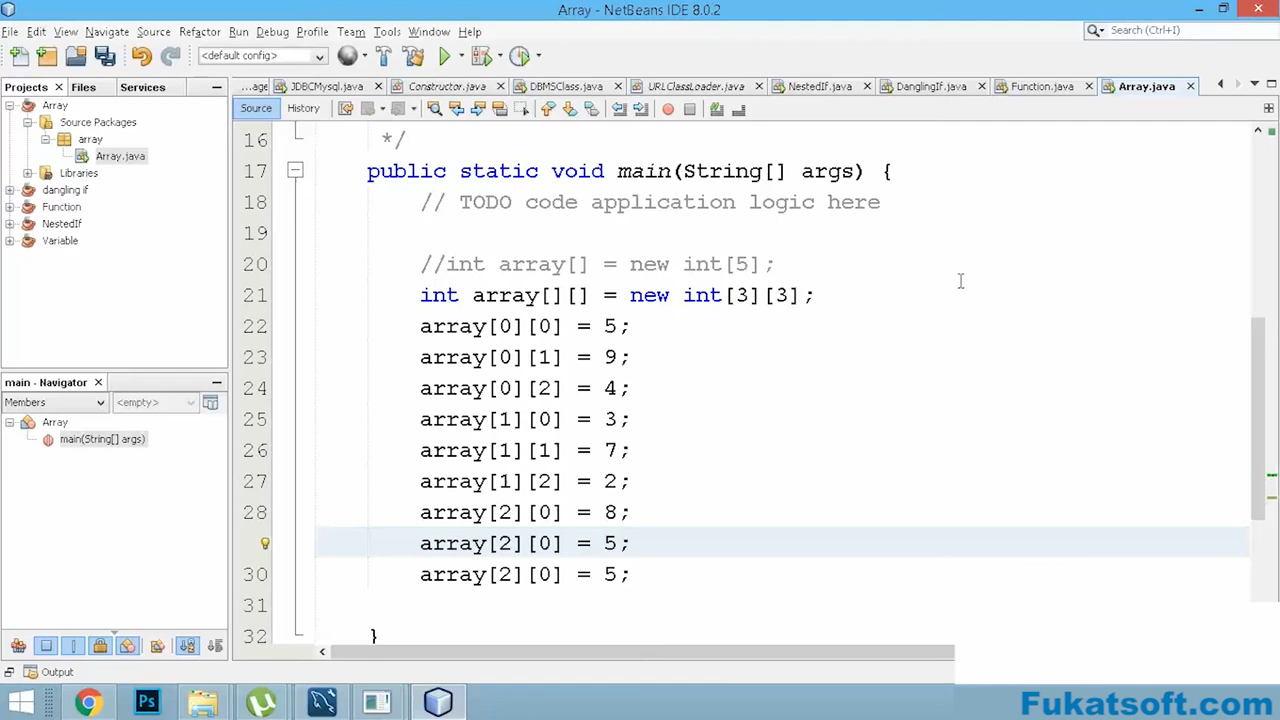 Array - NetBeans IDE 8.0.2
File Edit View Navigate Source Refactor Run Debug Profile Team Tools Window Help
Search (Ctrl+I)
<default config>
Projects Files Services
...age JDBCMysql.java Constructor.java DBMSClass.java URLClassLoader.java NestedIf.java DanglingIf.java Function.java Array.java
Source History
Array
Source Packages
array
Array.java
Libraries
dangling if
Function
NestedIf
Variable
main - Navigator
Members <empty>
Array
main(String[] args)
16 */
17 public static void main(String[] args) {
18 // TODO code application logic here
19
20 //int array[] = new int[5];
21 int array[][] = new int[3][3];
22 array[0][0] = 5;
23 array[0][1] = 9;
24 array[0][2] = 4;
25 array[1][0] = 3;
26 array[1][1] = 7;
27 array[1][2] = 2;
28 array[2][0] = 8;
array[2][0] = 5;
30 array[2][0] = 5;
31
32 }
Output
Ps
Fukatsoft.com